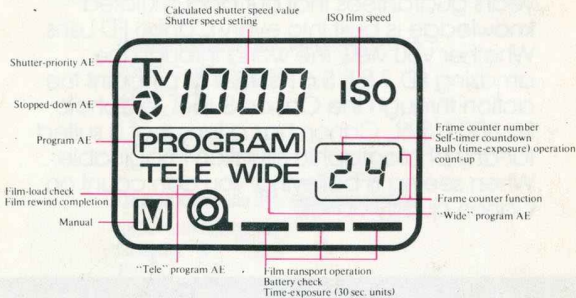 Calculated shutter speed value
Shutter speed setting
ISO film speed
Shutter-priority AE
Tv 1000 ISO
Stopped-down AE
Program AE
PROGRAM
TELE WIDE
24
Frame counter number
Self-timer countdown
Bulb (time-exposure) operation
count-up
Film-load check
Film rewind completion
Frame counter function
Manual
M
"Wide" program AE
"Tele" program AE
Film transport operation
Battery check
Time-exposure (30 sec. units)